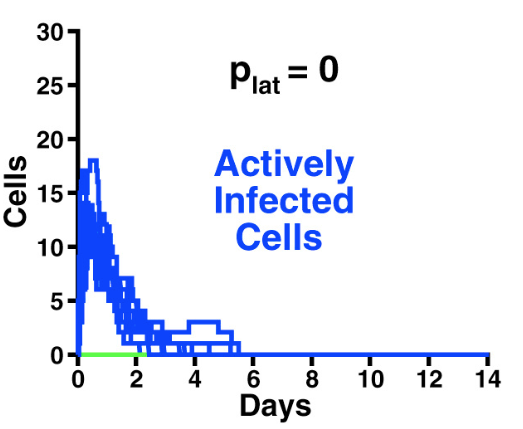 30
p_lat = 0
25
20
Actively
Infected
Cells
15
10
5
0
Cells
0 2 4 6 8 10 12 14
Days